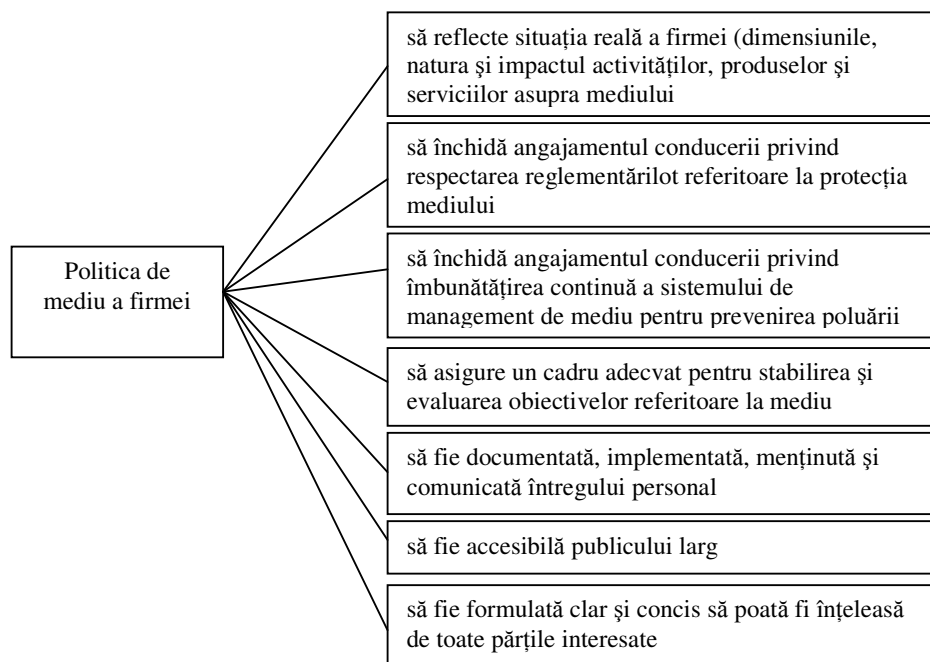 să reflecte situația reală a firmei (dimensiunile,
natura şi impactul activităților, produselor şi
serviciilor asupra mediului
să închidă angajamentul conducerii privind
respectarea reglementărilot referitoare la protecția
mediului
Politica de
mediu a firmei
să închidă angajamentul conducerii privind
îmbunătățirea continuă a sistemului de
management de mediu pentru prevenirea poluării
să asigure un cadru adecvat pentru stabilirea şi
evaluarea obiectivelor referitoare la mediu
să fie documentată, implementată, menținută şi
comunicată întregului personal
să fie accesibilă publicului larg
să fie formulată clar şi concis să poată fi înțeleasă
de toate părțile interesate